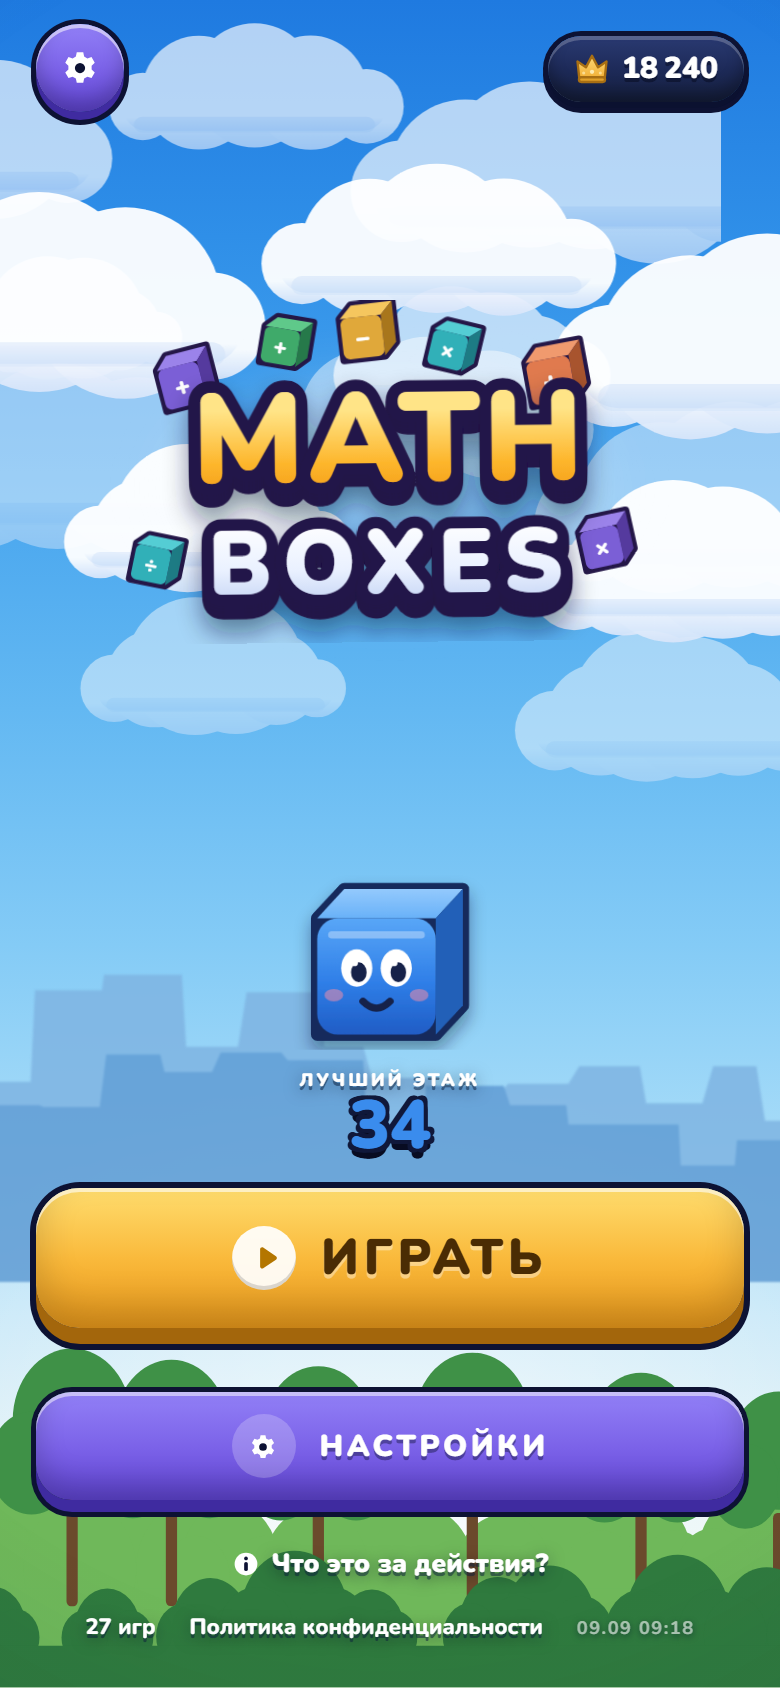 18 240
MATH
BOXES
ЛУЧШИЙ ЭТАЖ
34
ИГРАТЬ
НАСТРОЙКИ
Что это за действия?
27 игр Политика конфиденциальности 09.09 09:18